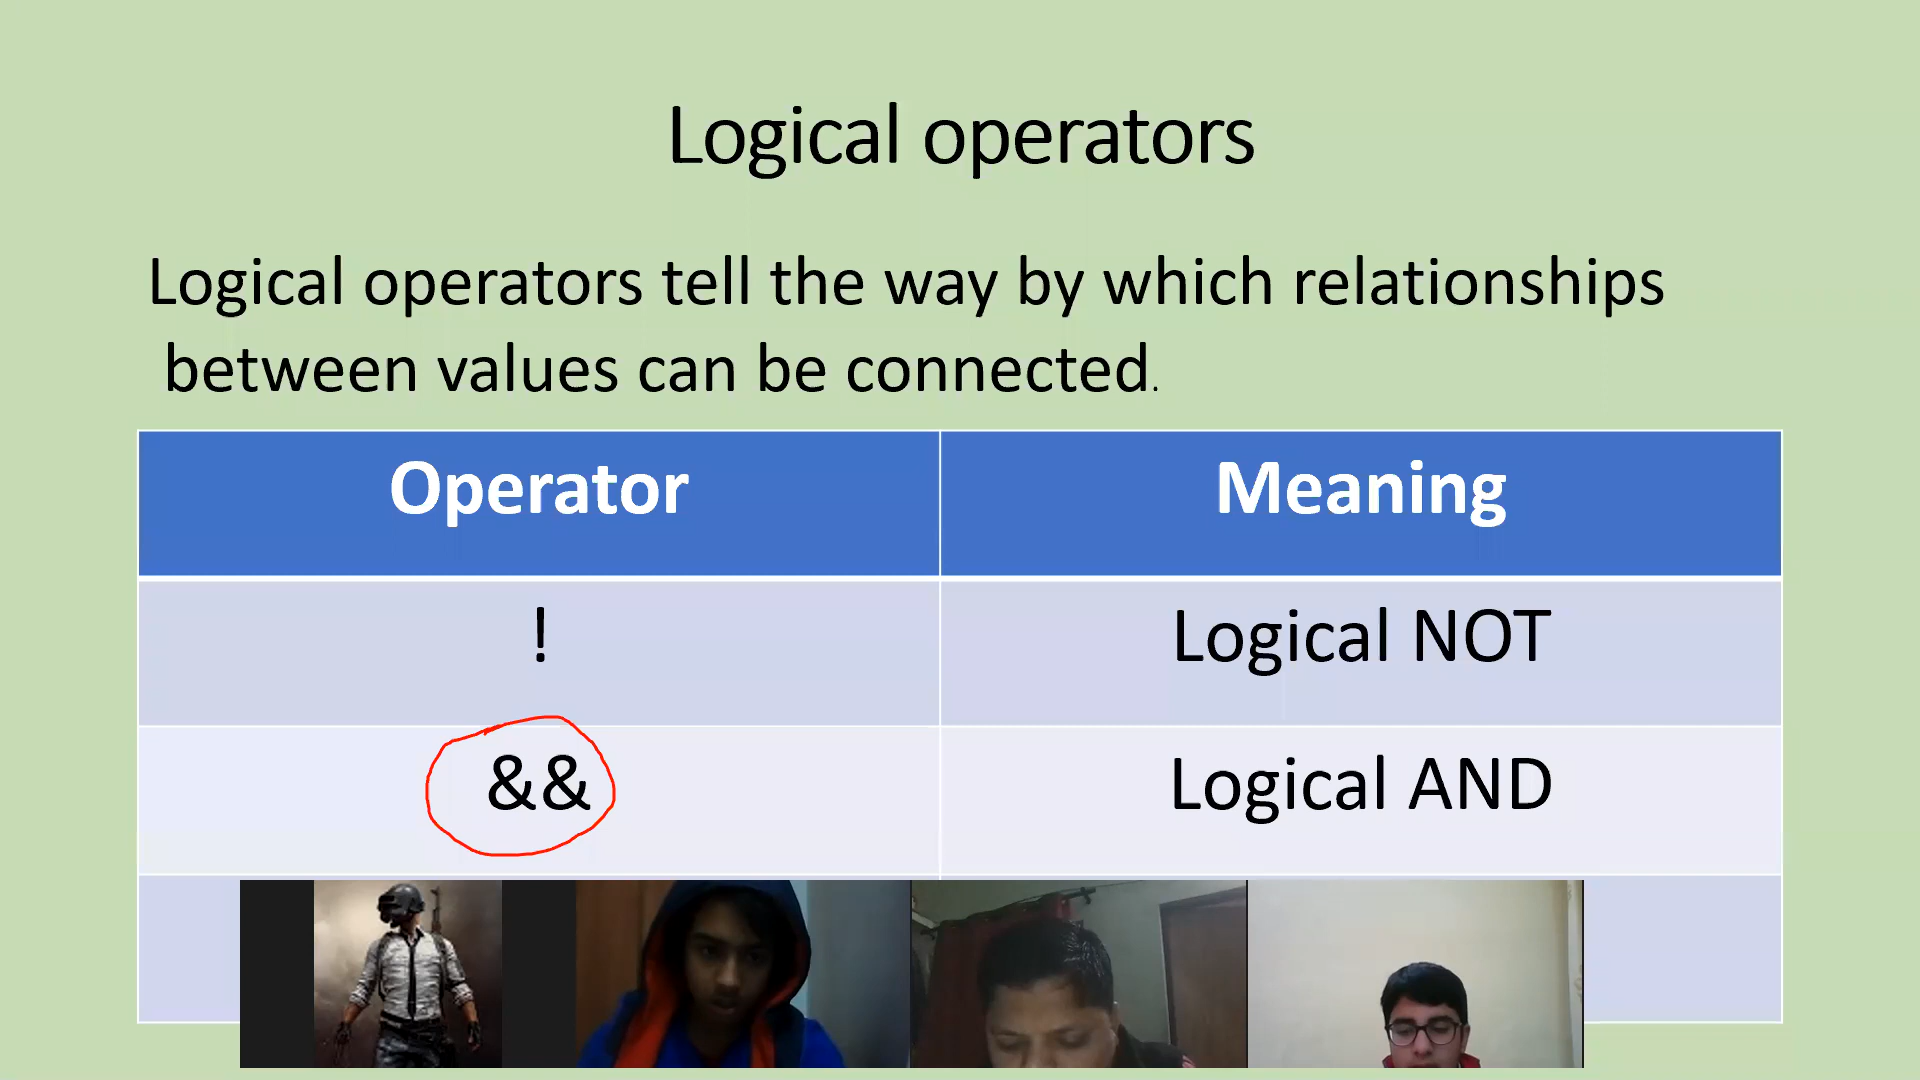 Logical operators
Logical operators tell the way by which relationships
between values can be connected.
Operator Meaning
! Logical NOT
&& Logical AND